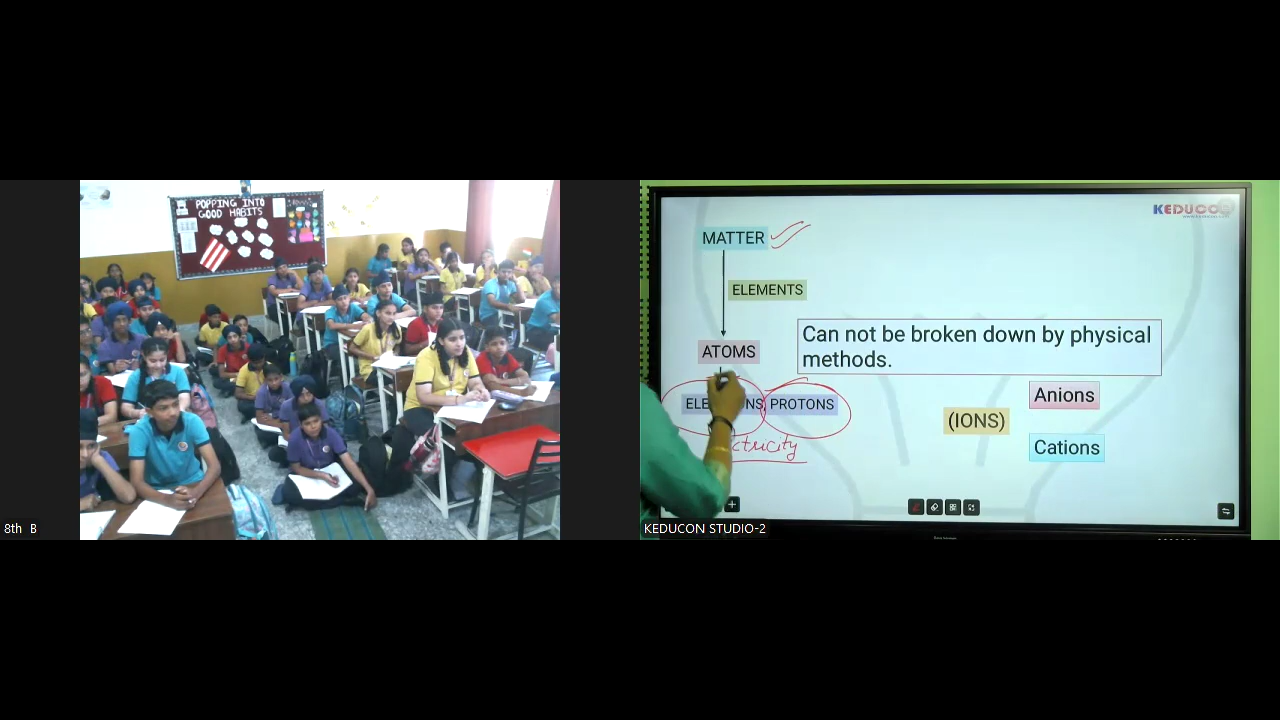 POPPING INTO
GOOD HABITS
8th B
KEDUCON
MATTER
ELEMENTS
ATOMS
Can not be broken down by physical
methods.
PROTONS
Anions
(IONS)
Cations
KEDUCON STUDIO-2